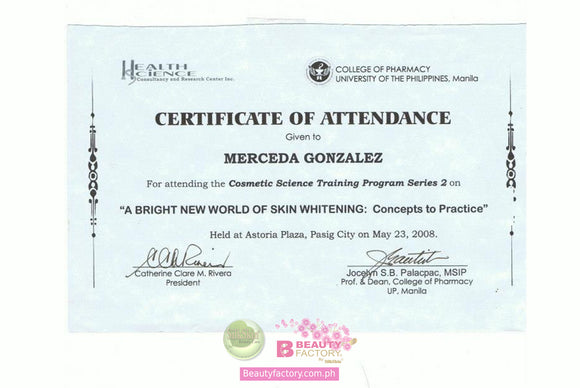 HEALTH
SCIENCE
Consultancy and Research Center Inc.
COLLEGE OF PHARMACY
UNIVERSITY OF THE PHILIPPINES, Manila
CERTIFICATE OF ATTENDANCE
Given to
MERCEDA GONZALEZ
For attending the Cosmetic Science Training Program Series 2 on
"A BRIGHT NEW WORLD OF SKIN WHITENING: Concepts to Practice"
Held at Astoria Plaza, Pasig City on May 23, 2008.
Catherine Clare M. Rivera
President
Jocelyn S.B. Palacpac, MSIP
Prof. & Dean, College of Pharmacy
UP, Manila
B BEAUTY
FACTORY.
Beautyfactory.com.ph